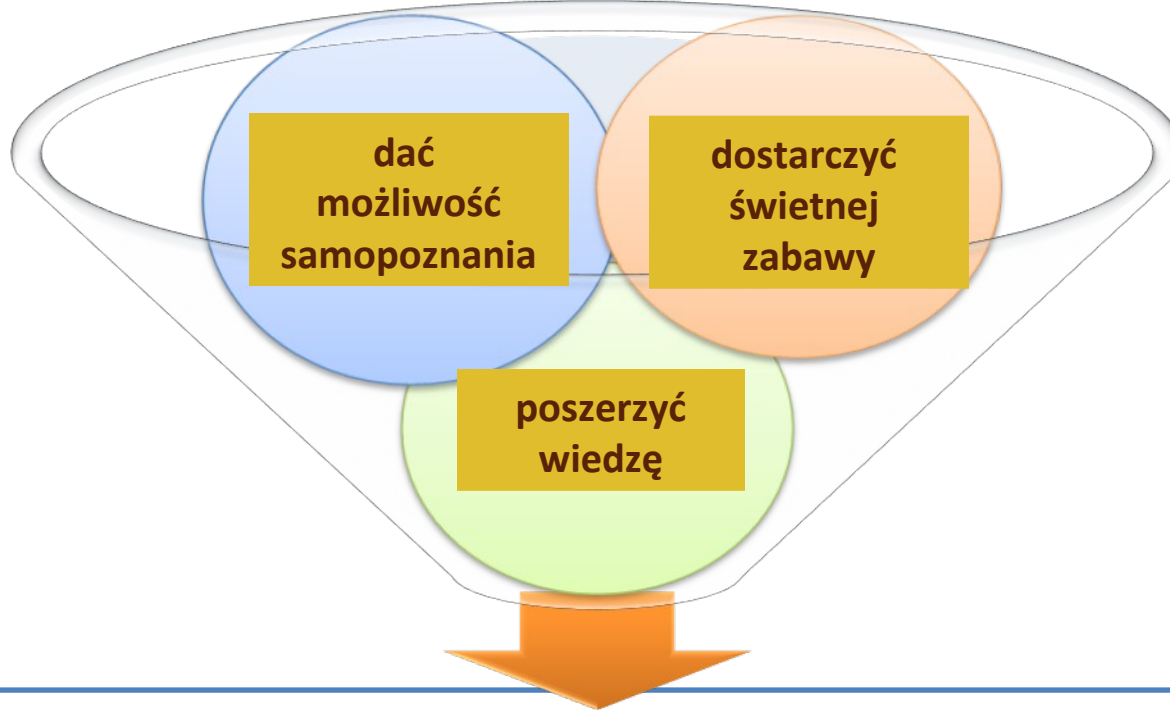 dać
możliwość
samopoznania
dostarczyć
świetnej
zabawy
poszerzyć
wiedzę